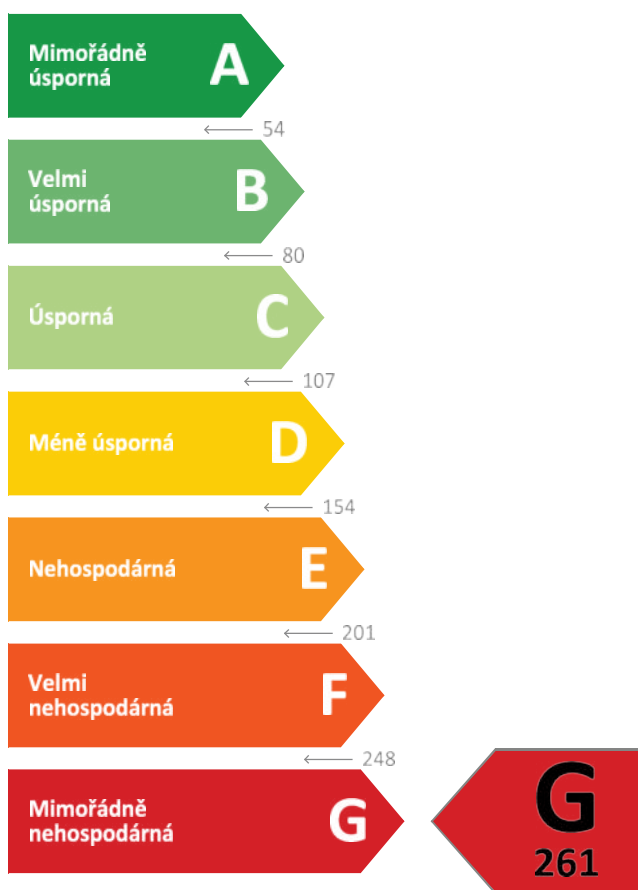 Mimořádně
úsporná
A
54
Velmi
úsporná
B
80
Úsporná
C
107
Méně úsporná
D
154
Nehospodárná
E
201
Velmi
nehospodárná
F
248
Mimořádně
nehospodárná
G
G
261